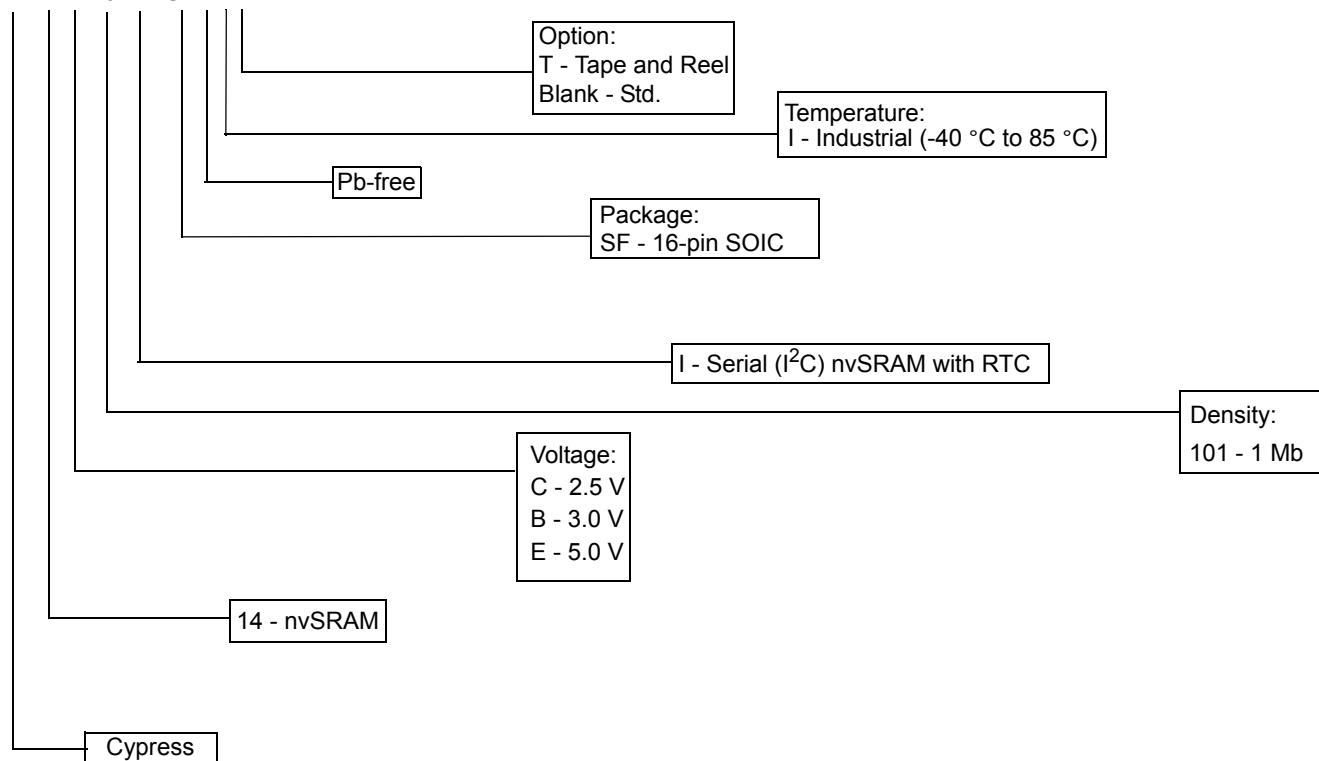 Option:
T - Tape and Reel
Blank - Std.
Temperature:
I - Industrial (-40 °C to 85 °C)
Pb-free
Package:
SF - 16-pin SOIC
I - Serial (I²C) nvSRAM with RTC
Density:
101 - 1 Mb
Voltage:
C - 2.5 V
B - 3.0 V
E - 5.0 V
14 - nvSRAM
Cypress